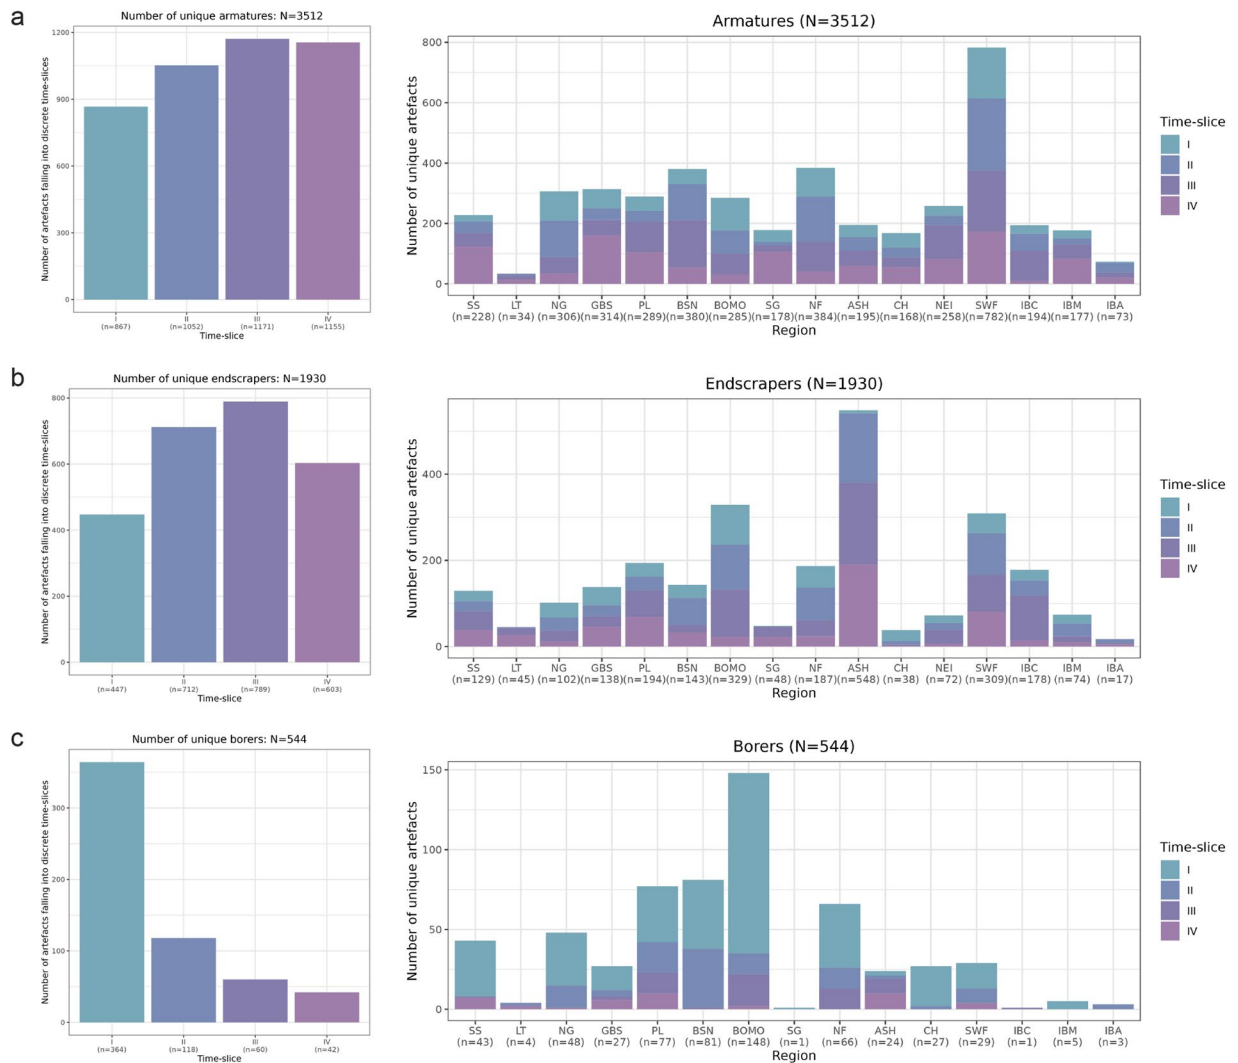 a
Number of unique armatures: N=3512
Number of artefacts falling into discrete time-slices
1200
900
600
300
0
I II III IV
(n=867) (n=1052) (n=1171) (n=1155)
Time-slice
Armatures (N=3512)
Number of unique artefacts
800
600
400
200
0
SS LT NG GBS PL BSN BOMO SG NF ASH CH NEI SWF IBC IBM IBA
(n=228) (n=34) (n=306)(n=314)(n=289)(n=380)(n=285)(n=178)(n=384)(n=195)(n=168)(n=258)(n=782)(n=194)(n=177) (n=73)
Region
Time-slice
I
II
III
IV
b
Number of unique endscrapers: N=1930
Number of artefacts falling into discrete time-slices
800
600
400
200
0
I II III IV
(n=447) (n=712) (n=789) (n=603)
Time-slice
Endscrapers (N=1930)
Number of unique artefacts
400
200
0
SS LT NG GBS PL BSN BOMO SG NF ASH CH NEI SWF IBC IBM IBA
(n=129) (n=45) (n=102)(n=138)(n=194)(n=143)(n=329) (n=48) (n=187)(n=548) (n=38) (n=72) (n=309)(n=178) (n=74) (n=17)
Region
Time-slice
I
II
III
IV
c
Number of unique borers: N=544
Number of artefacts falling into discrete time-slices
300
200
100
0
I II III IV
(n=364) (n=118) (n=60) (n=42)
Time-slice
Borers (N=544)
Number of unique artefacts
150
100
50
0
SS LT NG GBS PL BSN BOMO SG NF ASH CH SWF IBC IBM IBA
(n=43) (n=4) (n=48) (n=27) (n=77) (n=81) (n=148) (n=1) (n=66) (n=24) (n=27) (n=29) (n=1) (n=5) (n=3)
Region
Time-slice
I
II
III
IV